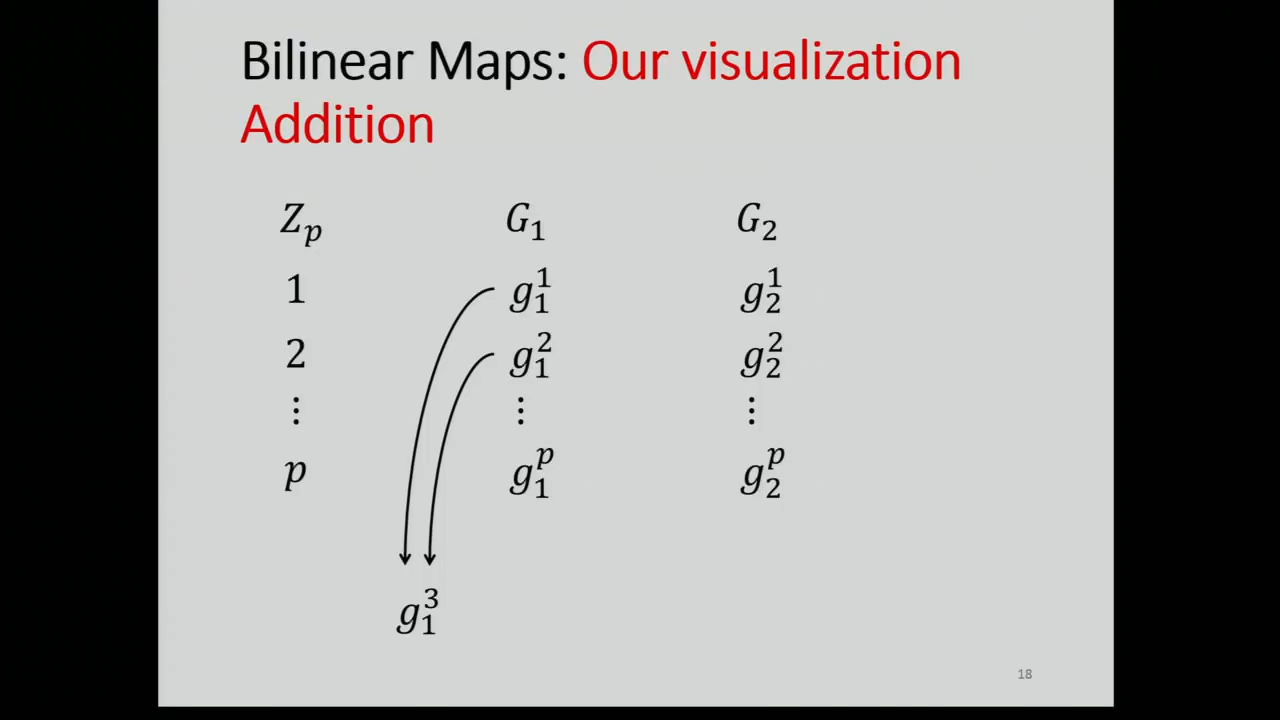 Bilinear Maps: Our visualization
Addition
Z_p G_1 G_2
1 g_1^1 g_2^1
2 g_1^2 g_2^2
⋮ ⋮ ⋮
p g_1^p g_2^p
g_1^3
18